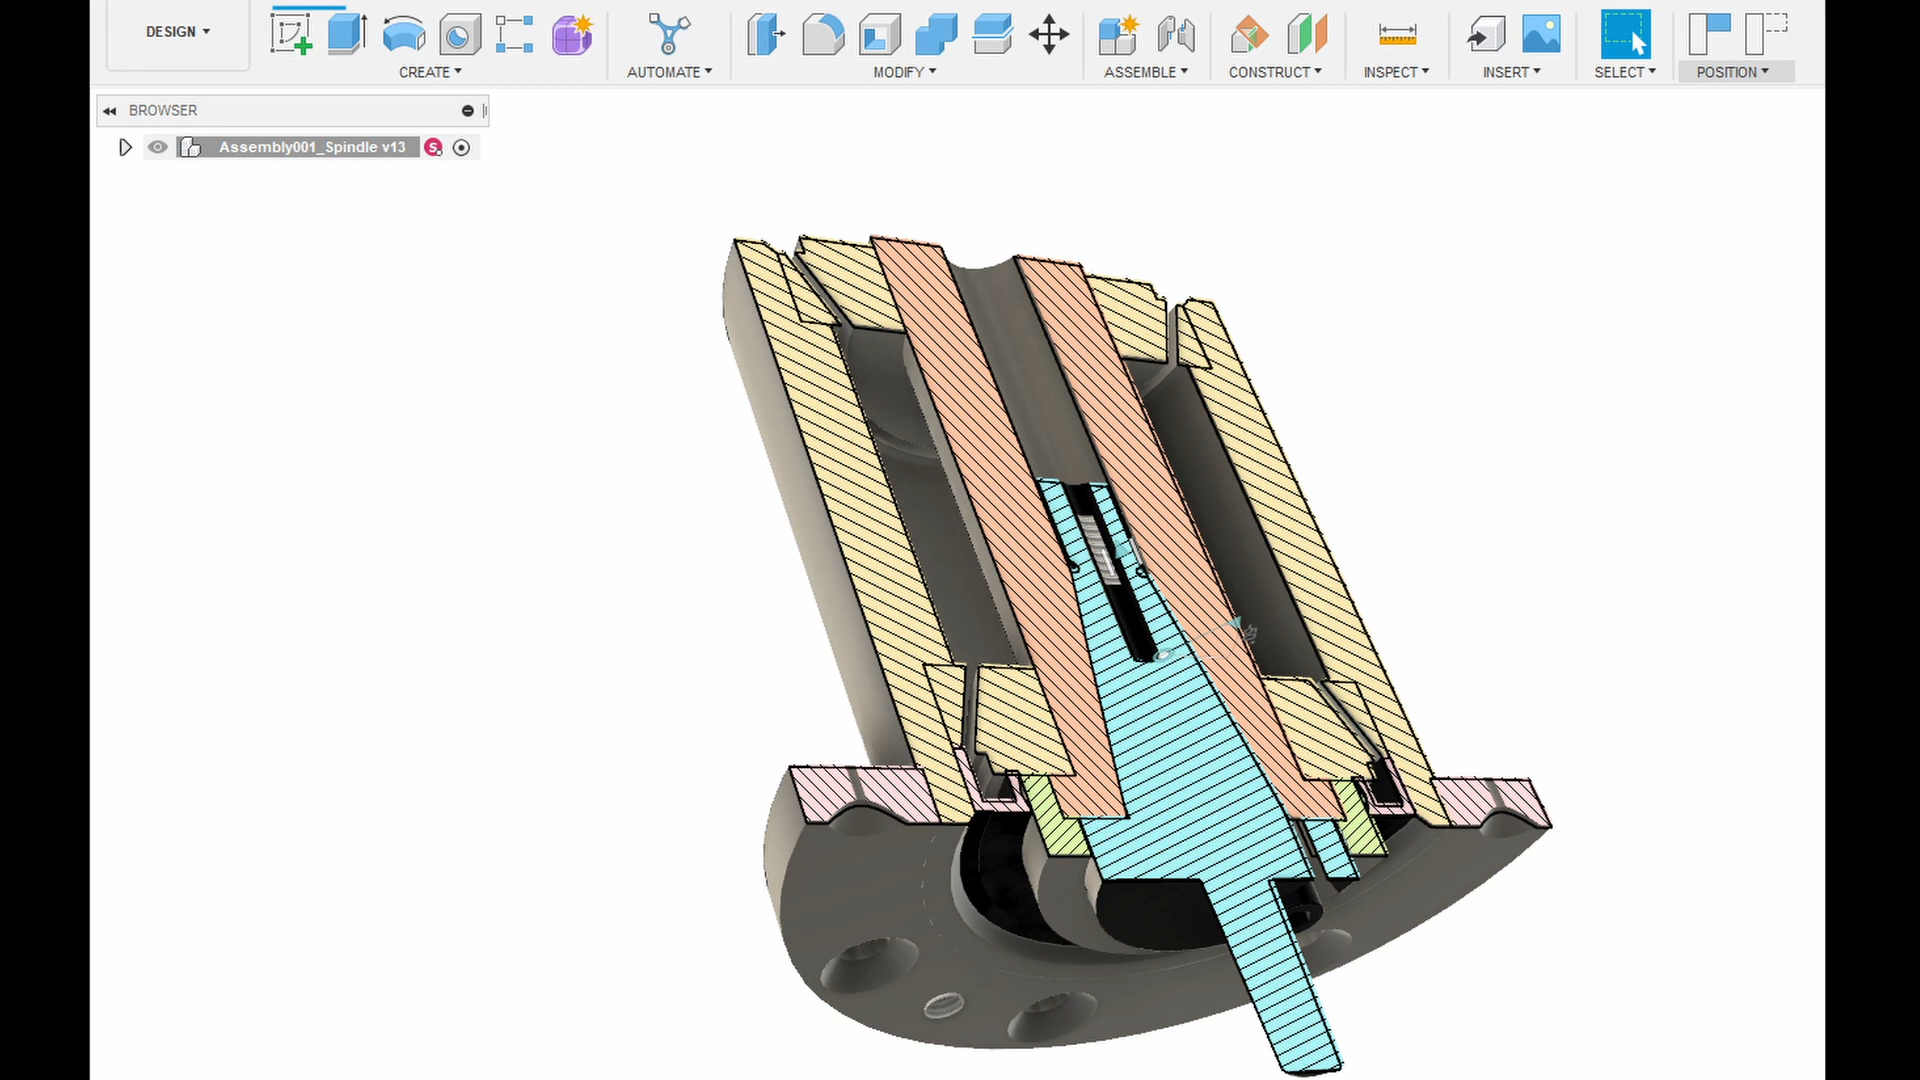 DESIGN
CREATE
AUTOMATE
MODIFY
ASSEMBLE
CONSTRUCT
INSPECT
INSERT
SELECT
POSITION
BROWSER
Assembly001_Spindle v13
S